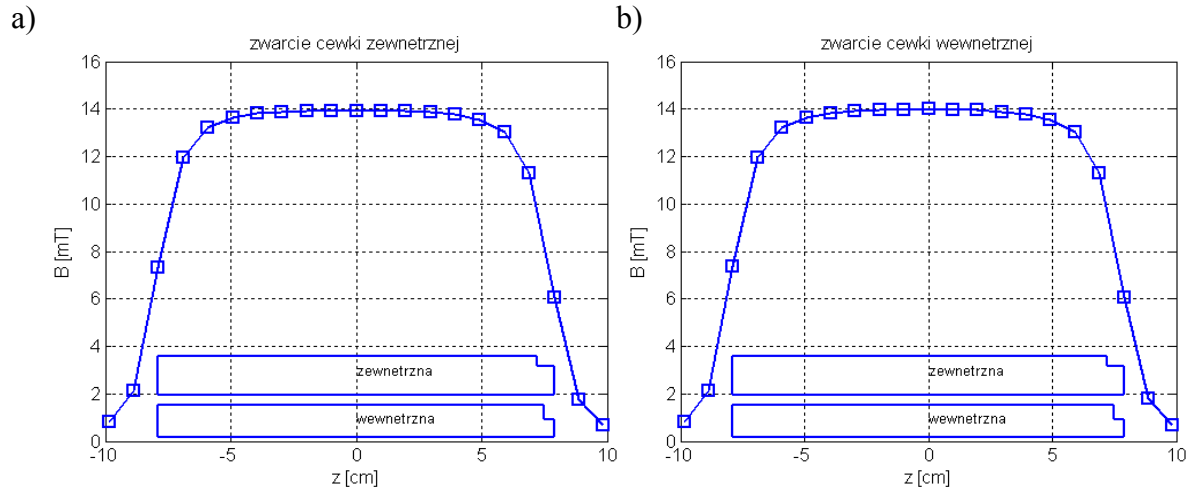 a)
zwarcie cewki zewnetrznej
16
14
12
10
8
6
4
2
0
B [mT]
zewnetrzna
wewnetrzna
-10
-5
0
5
10
z [cm]
b)
zwarcie cewki wewnetrznej
16
14
12
10
8
6
4
2
0
B [mT]
zewnetrzna
wewnetrzna
-10
-5
0
5
10
z [cm]